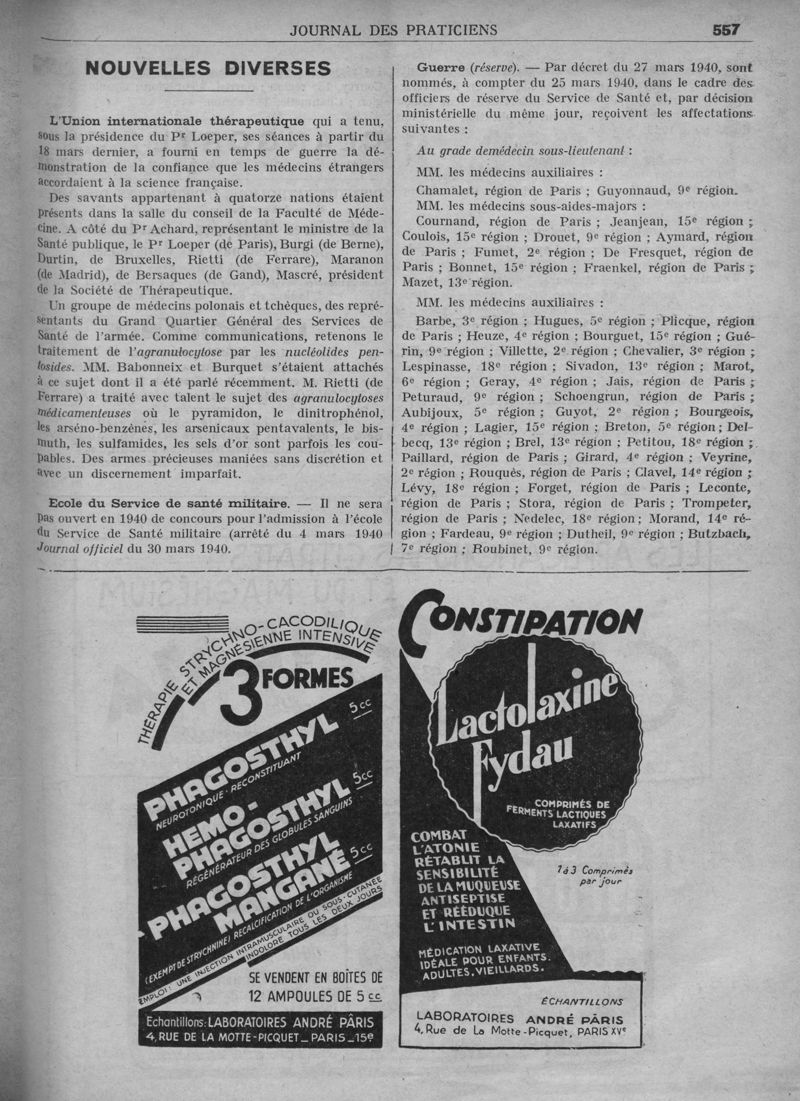 JOURNAL DES PRATICIENS
557
NOUVELLES DIVERSES
L'Union internationale thérapeutique qui a tenu,
sous la présidence du Pr Loeper, ses séances à partir du
18 mars dernier, a fourni en temps de guerre la dé-
monstration de la confiance que les médecins étrangers
accordaient à la science française.
Des savants appartenant à quatorze nations étaient
présents dans la salle du conseil de la Faculté de Méde-
cine. A côté du Pr Achard, représentant le ministre de la
Santé publique, le Pr Loeper (de Paris), Burgi (de Berne),
Durtin, de Bruxelles, Rietti (de Ferrare), Maranon
(de Madrid), de Bersaques (de Gand), Mascré, président
de la Société de Thérapeutique.
Un groupe de médecins polonais et tchèques, des repré-
sentants du Grand Quartier Général des Services de
Santé de l'armée. Comme communications, retenons le
traitement de l'agranulocytose par les nucléolides pen-
tosides. MM. Babonneix et Burquet s'étaient attachés
à ce sujet dont il a été parlé récemment. M. Rietti (de
Ferrare) a traité avec talent le sujet des agranulocytoses
médicamenteuses où le pyramidon, le dinitrophénol,
les arséno-benzènes, les arsenicaux pentavalents, le bis-
muth, les sulfamides, les sels d'or sont parfois les cou-
pables. Des armes précieuses maniées sans discrétion et
avec un discernement imparfait.
Ecole du Service de santé militaire. — Il ne sera
pas ouvert en 1940 de concours pour l'admission à l'école
du Service de Santé militaire (arrêté du 4 mars 1940
Journal officiel du 30 mars 1940.
Guerre (réserve). — Par décret du 27 mars 1940, sont
nommés, à compter du 25 mars 1940, dans le cadre des
officiers de réserve du Service de Santé et, par décision
ministérielle du même jour, reçoivent les affectations
suivantes :
Au grade demédecin sous-lieutenant :
MM. les médecins auxiliaires :
Chamalet, région de Paris ; Guyonnaud, 9e région.
MM. les médecins sous-aides-majors :
Cournand, région de Paris ; Jeanjean, 15e région ;
Coulois, 15e région ; Drouet, 9e région ; Aymard, région
de Paris ; Fumet, 2e région ; De Fresquet, région de
Paris ; Bonnet, 15e région ; Fraenkel, région de Paris ;
Mazet, 13e région.
MM. les médecins auxiliaires :
Barbe, 3e région ; Hugues, 5e région ; Plicque, région
de Paris ; Heuze, 4e région ; Bourguet, 15e région ; Gué-
rin, 9e région ; Villette, 2e région ; Chevalier, 3e région ;
Lespinasse, 18e région ; Sivadon, 13e région ; Marot,
6e région ; Geray, 4e région ; Jais, région de Paris ;
Peturaud, 9e région ; Schoengrun, région de Paris ;
Aubijoux, 5e région ; Guyot, 2e région ; Bourgeois,
4e région ; Lagier, 15e région ; Breton, 5e région ; Del-
becq, 13e région ; Brel, 13e région ; Petitou, 18e région ;
Paillard, région de Paris ; Girard, 4e région ; Veyrine,
2e région ; Rouquès, région de Paris ; Clavel, 14e région ;
Lévy, 18e région ; Forget, région de Paris ; Leconte,
région de Paris ; Stora, région de Paris ; Trompeter,
région de Paris ; Nedelec, 18e région ; Morand, 14e ré-
gion ; Fardeau, 9e région ; Dutheil, 9e région ; Butzbach,
7e région ; Roubinet, 9e région.
THERAPIE STRYCHNO-CACODILIQUE
ET MAGNÉSIENNE INTENSIVE
3 FORMES
PHAGOSTHYL 5cc
NEUROTONIQUE-RECONSTITUANT
HEMO-
PHAGOSTHYL 5cc
RÉGÉNÉRATEUR DES GLOBULES SANGUINS
PHAGOSTHYL
MANGANÉ 5cc
(EXEMPT DE STRYCHNINE) RECALCIFICATION DE L'ORGANISME
EMPLOI : UNE INJECTION INTRAMUSCULAIRE OU SOUS-CUTANÉE
INDOLORE TOUS LES DEUX JOURS
SE VENDENT EN BOÎTES DE
12 AMPOULES DE 5 cc
Echantillons: LABORATOIRES ANDRÉ PÂRIS
4, RUE DE LA MOTTE-PICQUET _ PARIS _15e
CONSTIPATION
Lactolaxine
Fydau
COMPRIMÉS DE
FERMENTS LACTIQUES
LAXATIFS
COMBAT
L'ATONIE
RÉTABLIT LA
SENSIBILITÉ
DE LA MUQUEUSE
ANTISEPTISE
ET RÉÉDUQUE
L'INTESTIN
1 à 3 Comprimés
par jour
MÉDICATION LAXATIVE
IDÉALE POUR ENFANTS.
ADULTES, VIEILLARDS.
ÉCHANTILLONS
LABORATOIRES ANDRÉ PÂRIS
4, Rue de La Motte-Picquet, PARIS XVe